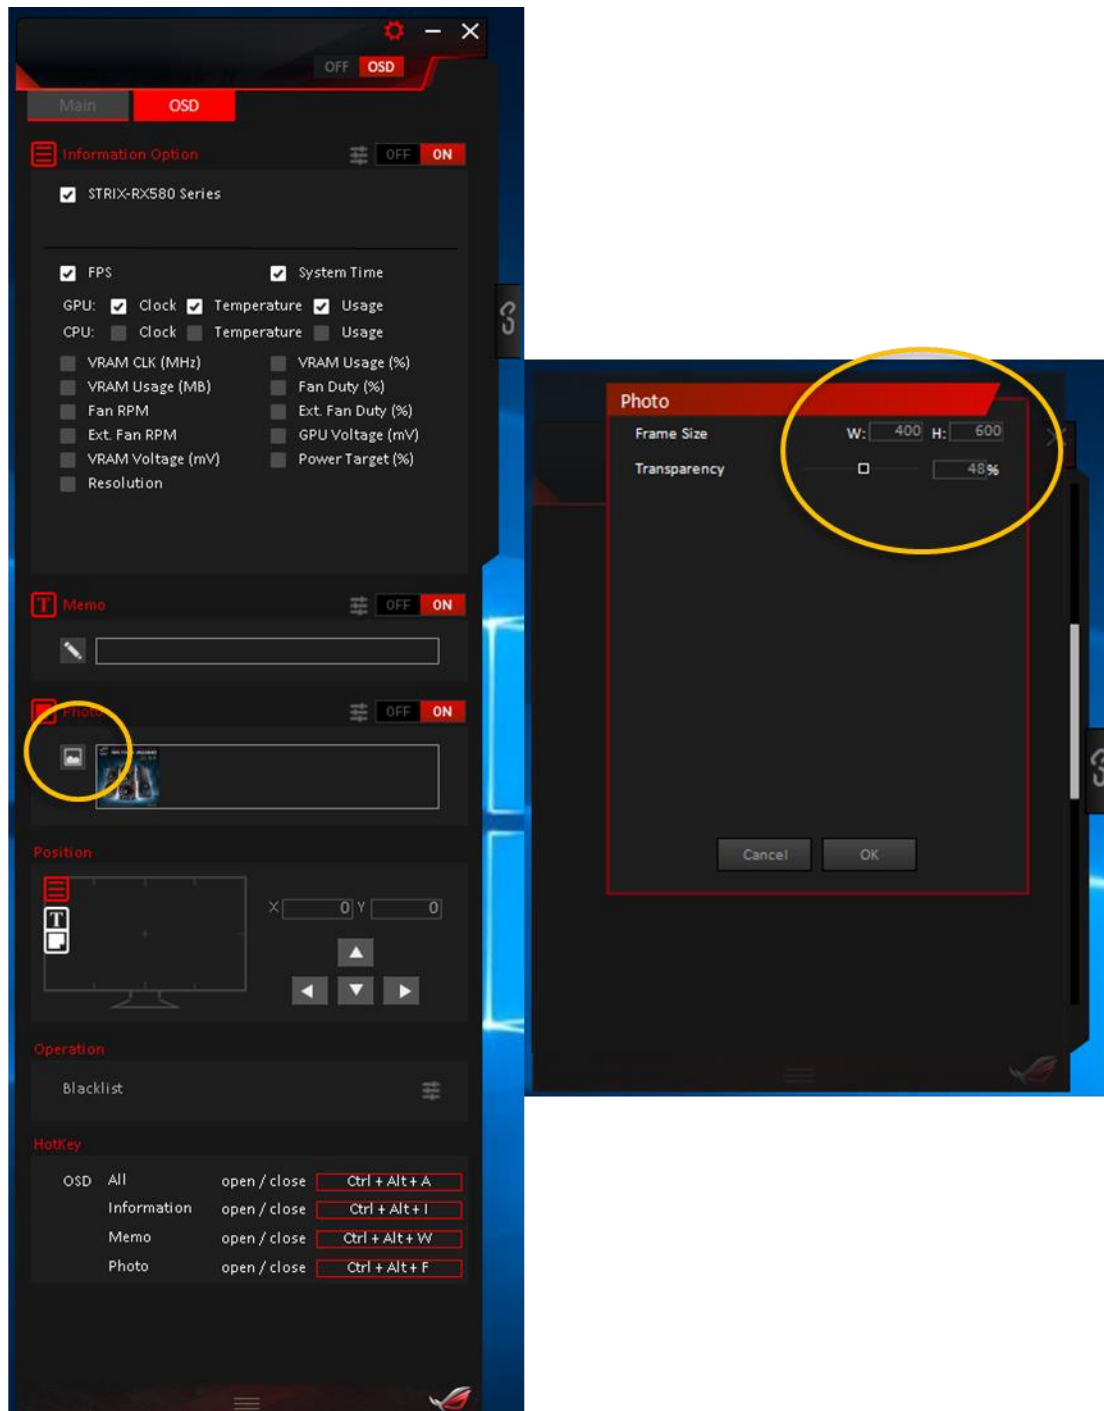 OFF OSD
Main OSD
Information Option OFF ON
STRIX-RX580 Series
FPS System Time
GPU: Clock Temperature Usage
CPU: Clock Temperature Usage
VRAM CLK (MHz) VRAM Usage (%)
VRAM Usage (MB) Fan Duty (%)
Fan RPM Ext. Fan Duty (%)
Ext. Fan RPM GPU Voltage (mV)
VRAM Voltage (mV) Power Target (%)
Resolution
T Memo OFF ON
Photo OFF ON
Position
T
X 0 Y 0
Operation
Blacklist
HotKey
OSD All open / close Ctrl + Alt + A
Information open / close Ctrl + Alt + I
Memo open / close Ctrl + Alt + W
Photo open / close Ctrl + Alt + F
Photo
Frame Size W: 400 H: 600
Transparency 48 %
Cancel OK